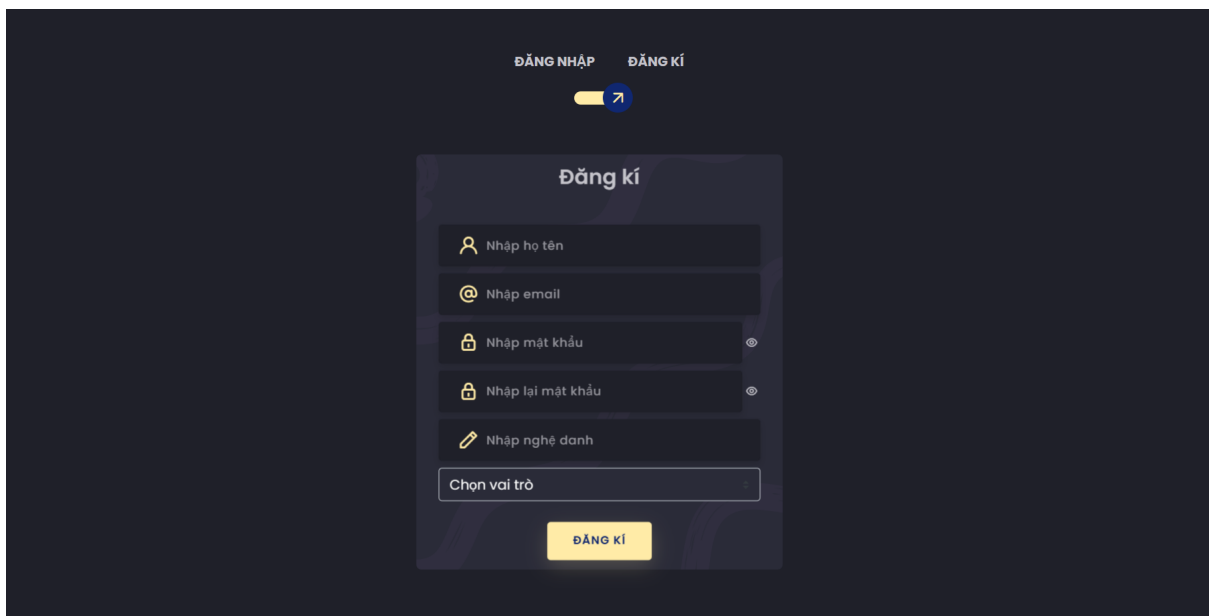 ĐĂNG NHẬP ĐĂNG KÍ
Đăng kí
Nhập họ tên
Nhập email
Nhập mật khẩu
Nhập lại mật khẩu
Nhập nghệ danh
Chọn vai trò
ĐĂNG KÍ